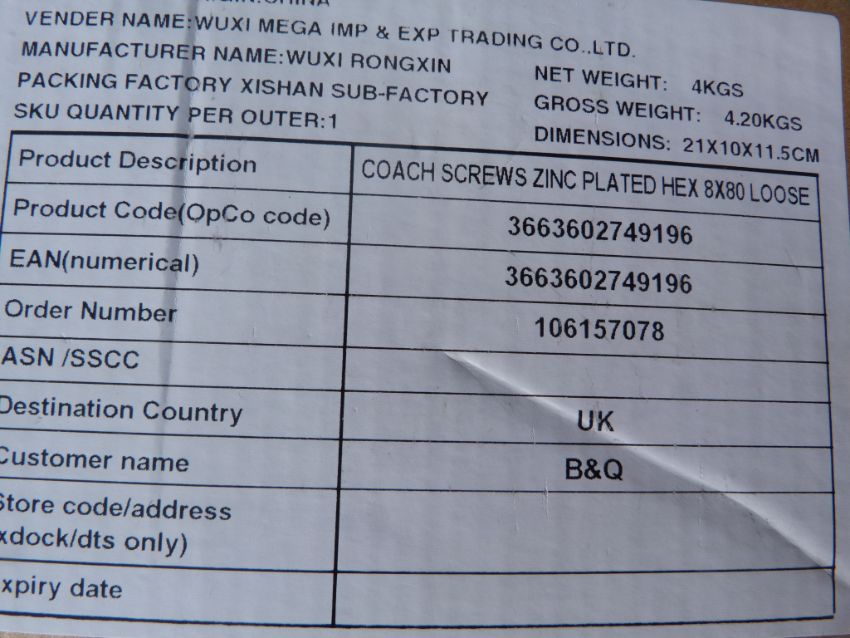 CHINA
VENDER NAME:WUXI MEGA IMP & EXP TRADING CO.,LTD.
MANUFACTURER NAME:WUXI RONGXIN
PACKING FACTORY XISHAN SUB-FACTORY
SKU QUANTITY PER OUTER:1
NET WEIGHT: 4KGS
GROSS WEIGHT: 4.20KGS
DIMENSIONS: 21X10X11.5CM
Product Description COACH SCREWS ZINC PLATED HEX 8X80 LOOSE
Product Code(OpCo code) 3663602749196
EAN(numerical) 3663602749196
Order Number 106157078
ASN /SSCC
Destination Country UK
Customer name B&Q
Store code/address
xdock/dts only)
xpiry date